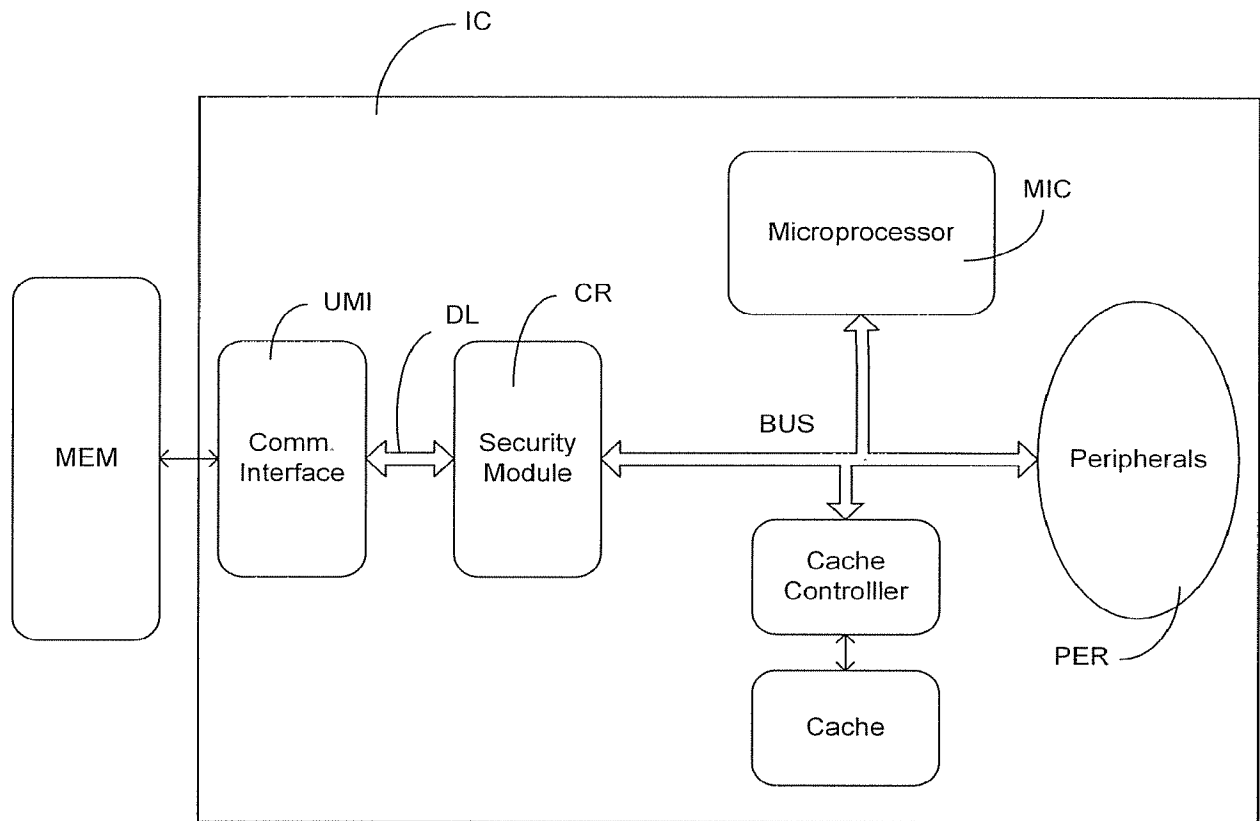 IC
MIC
Microprocessor
UMI
DL
CR
MEM
Comm.
Interface
Security
Module
BUS
Peripherals
Cache
Controlller
PER
Cache